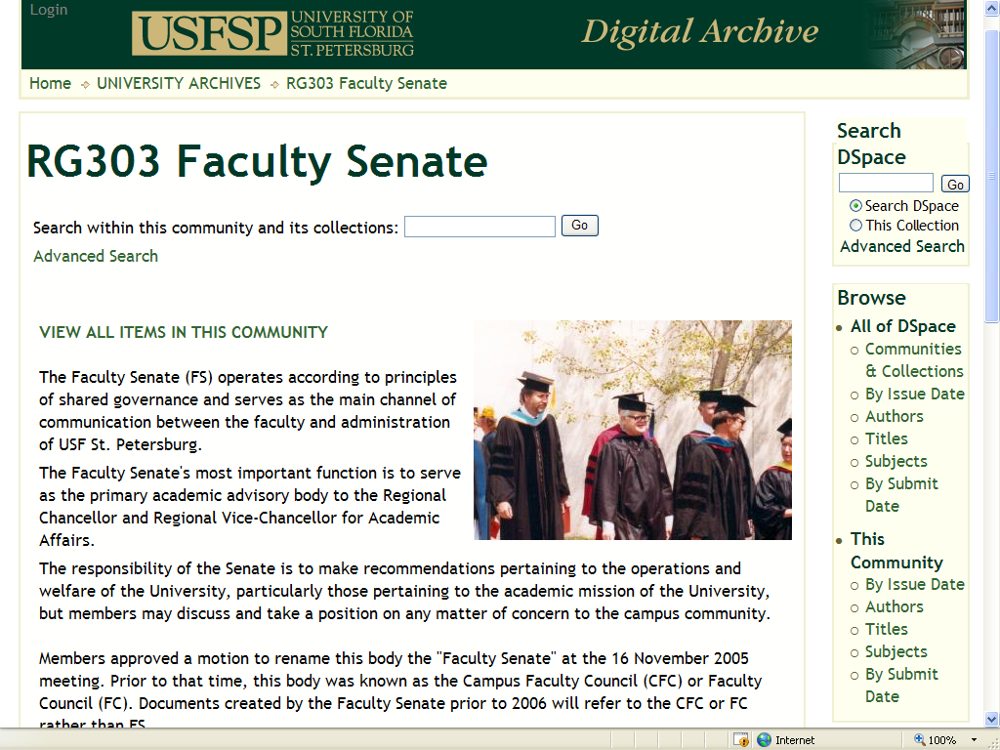 Login
USFSP UNIVERSITY OF
SOUTH FLORIDA
ST. PETERSBURG
Digital Archive
Home UNIVERSITY ARCHIVES RG303 Faculty Senate
RG303 Faculty Senate
Search within this community and its collections: Go
Advanced Search
VIEW ALL ITEMS IN THIS COMMUNITY
The Faculty Senate (FS) operates according to principles
of shared governance and serves as the main channel of
communication between the faculty and administration
of USF St. Petersburg.
The Faculty Senate's most important function is to serve
as the primary academic advisory body to the Regional
Chancellor and Regional Vice-Chancellor for Academic
Affairs.
The responsibility of the Senate is to make recommendations pertaining to the operations and
welfare of the University, particularly those pertaining to the academic mission of the University,
but members may discuss and take a position on any matter of concern to the campus community.
Members approved a motion to rename this body the "Faculty Senate" at the 16 November 2005
meeting. Prior to that time, this body was known as the Campus Faculty Council (CFC) or Faculty
Council (FC). Documents created by the Faculty Senate prior to 2006 will refer to the CFC or FC
rather than FS
Search
DSpace
Go
Search DSpace
This Collection
Advanced Search
Browse
All of DSpace
Communities
& Collections
By Issue Date
Authors
Titles
Subjects
By Submit
Date
This
Community
By Issue Date
Authors
Titles
Subjects
By Submit
Date
Internet
100%